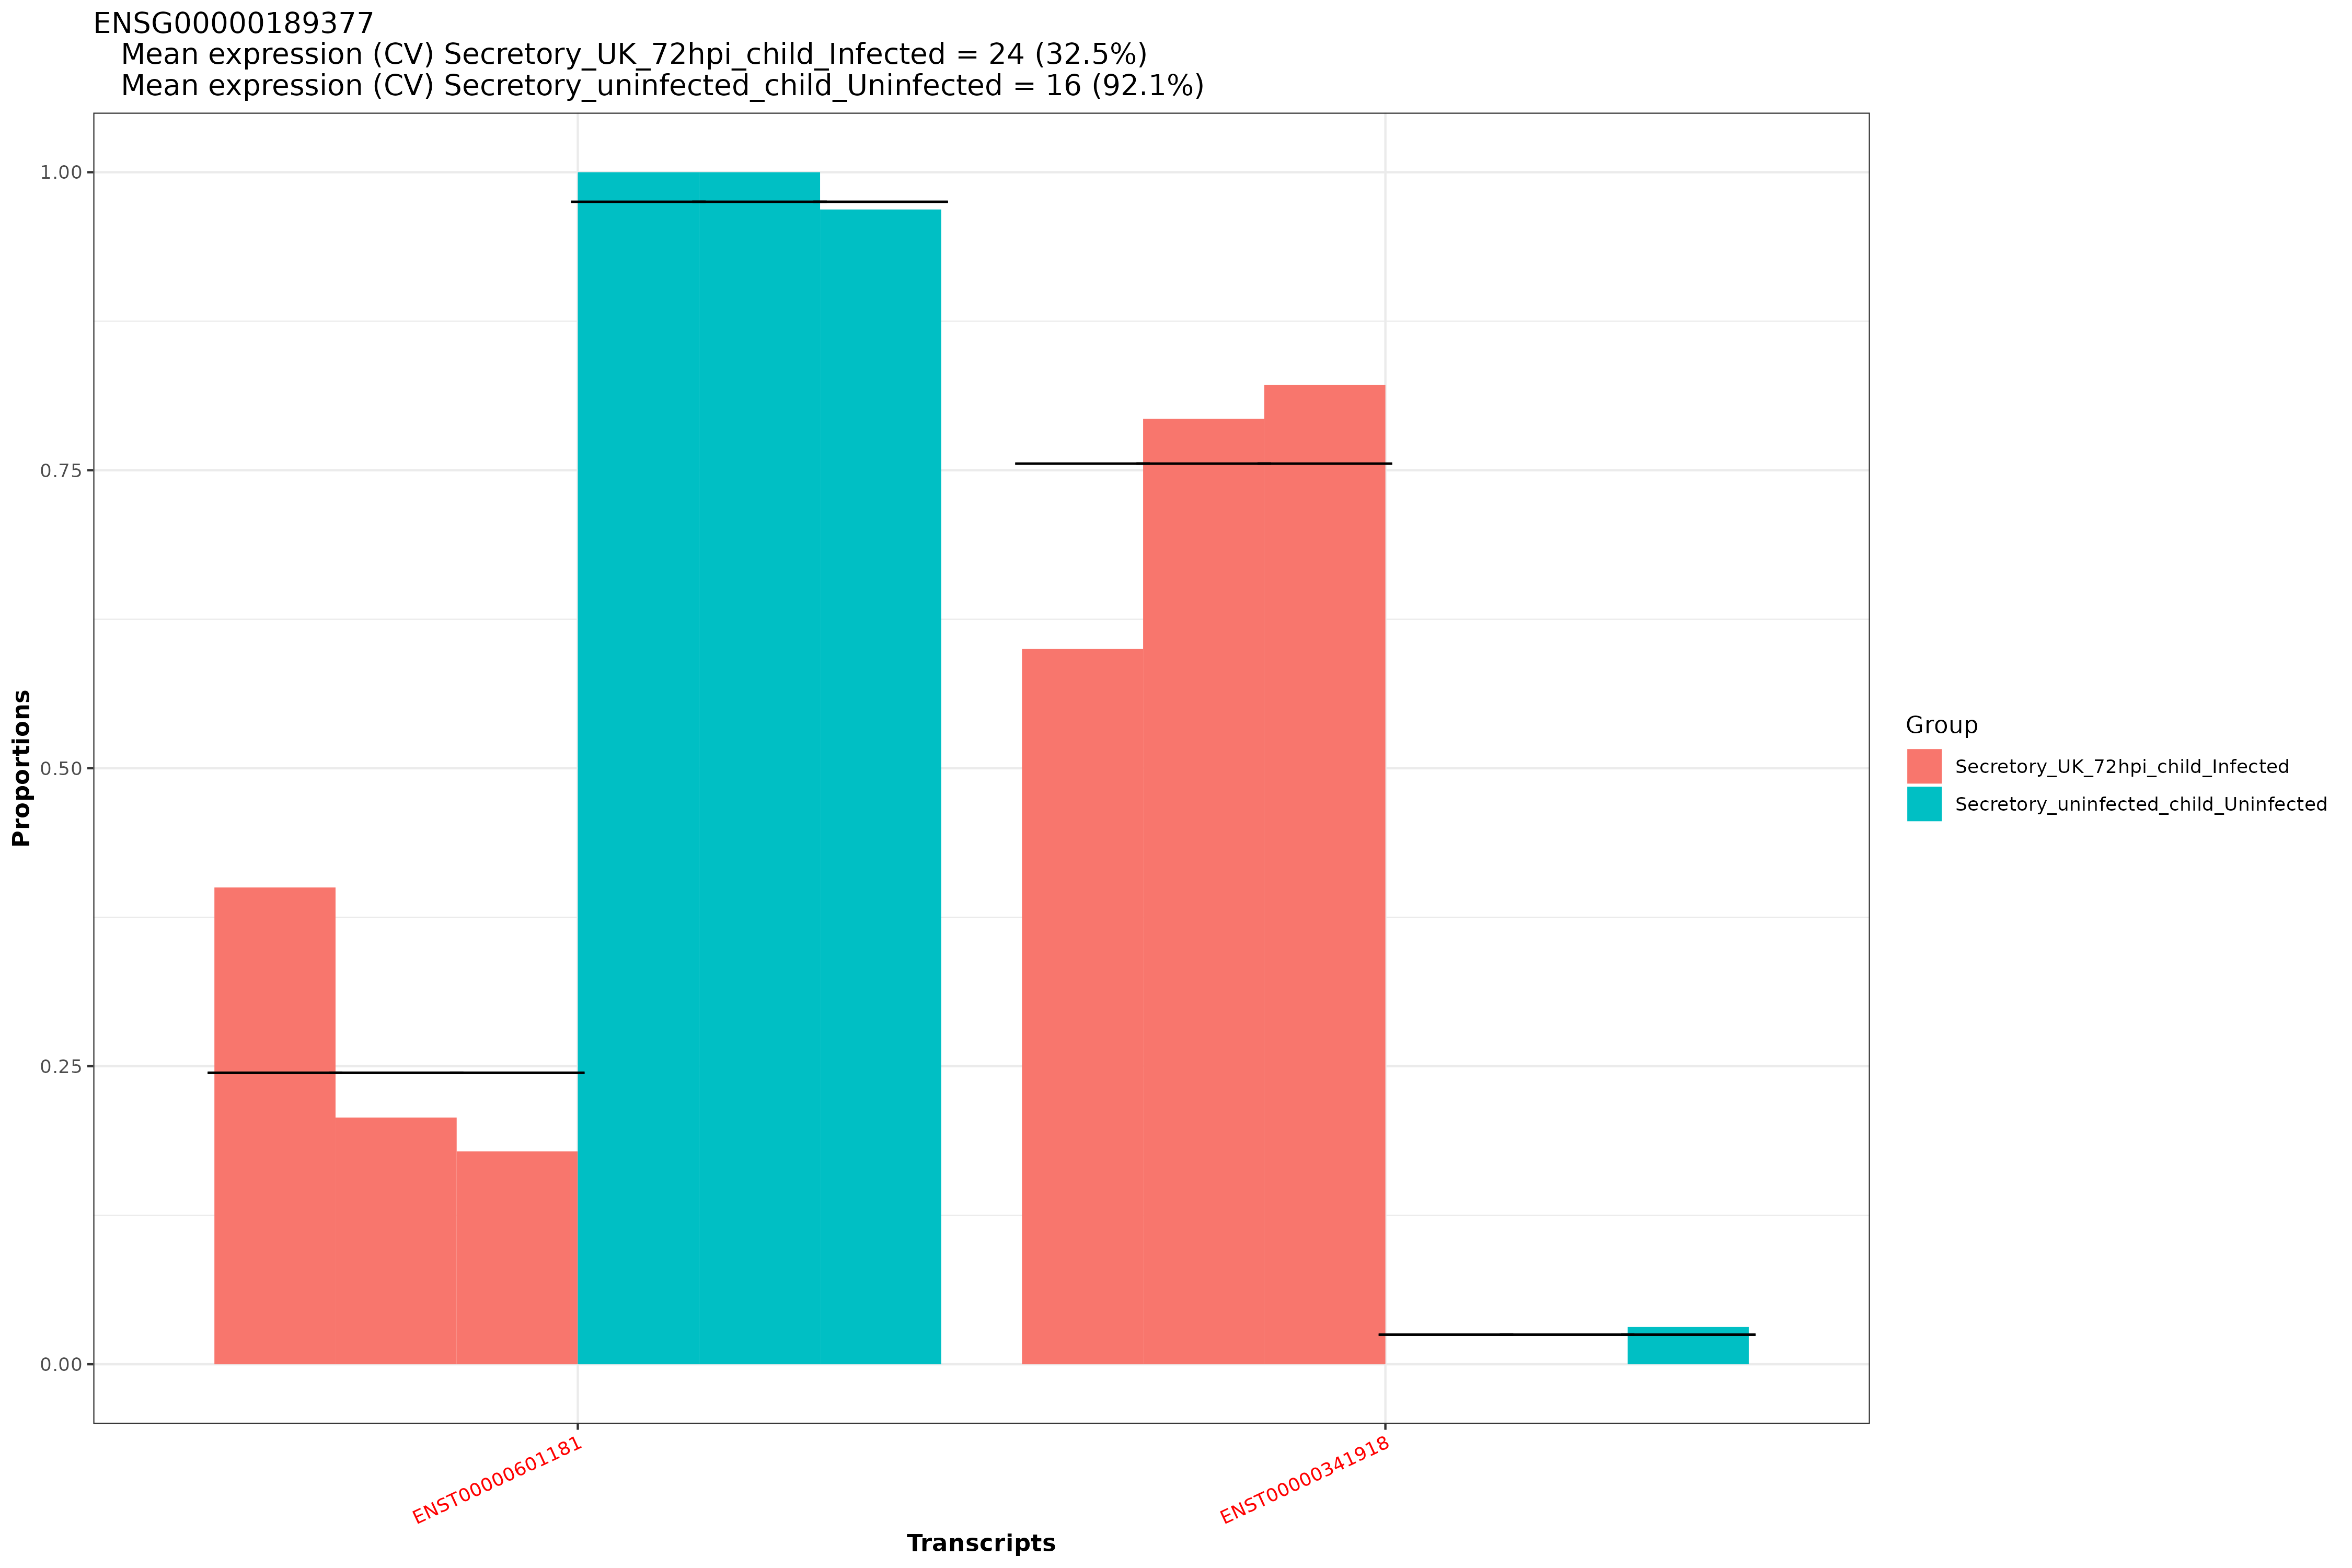 ENSG00000189377
Mean expression (CV) Secretory_UK_72hpi_child_Infected = 24 (32.5%)
Mean expression (CV) Secretory_uninfected_child_Uninfected = 16 (92.1%)
1.00
0.75
0.50
0.25
0.00
Proportions
ENST00000601181
ENST00000341918
Transcripts
Group
Secretory_UK_72hpi_child_Infected
Secretory_uninfected_child_Uninfected